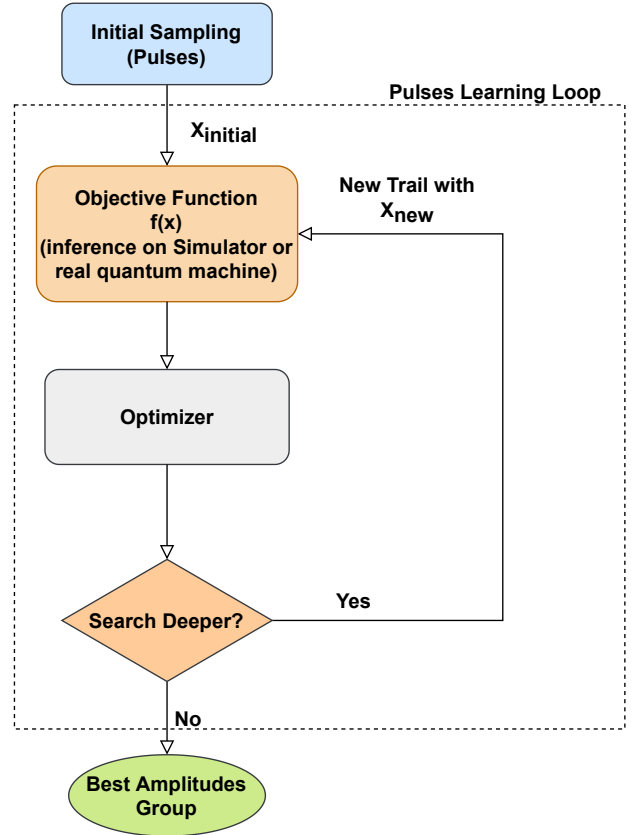 Initial Sampling
(Pulses)
Pulses Learning Loop
Xinitial
Objective Function
f(x)
(inference on Simulator or
real quantum machine)
New Trail with
Xnew
Optimizer
Search Deeper?
Yes
No
Best Amplitudes
Group